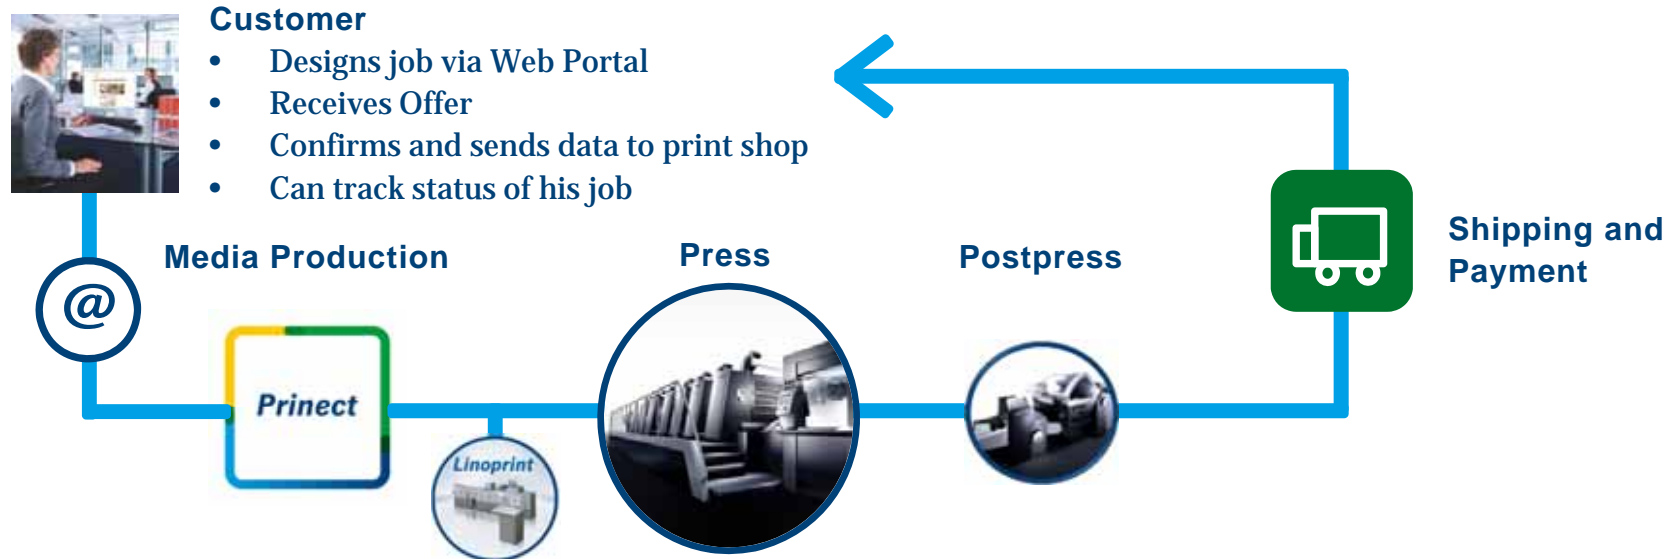 Customer
• Designs job via Web Portal
• Receives Offer
• Confirms and sends data to print shop
• Can track status of his job
Media Production
Press
Postpress
Shipping and
Payment
@
Prinect
Linoprint